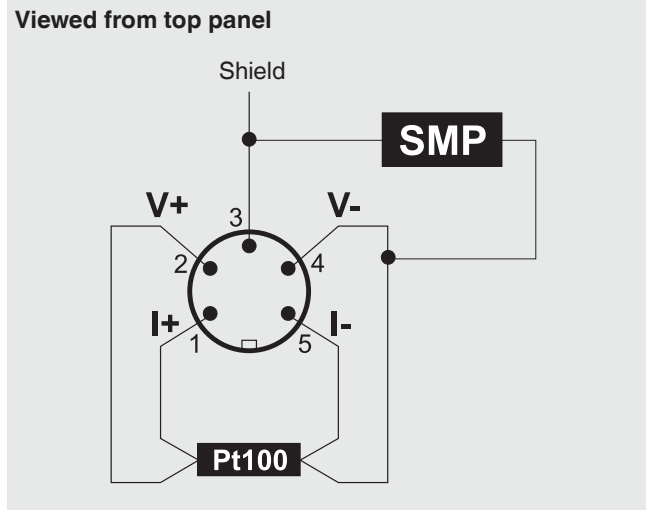 Viewed from top panel
Shield
SMP
V+
V-
3
2
4
I+
I-
1
5
Pt100